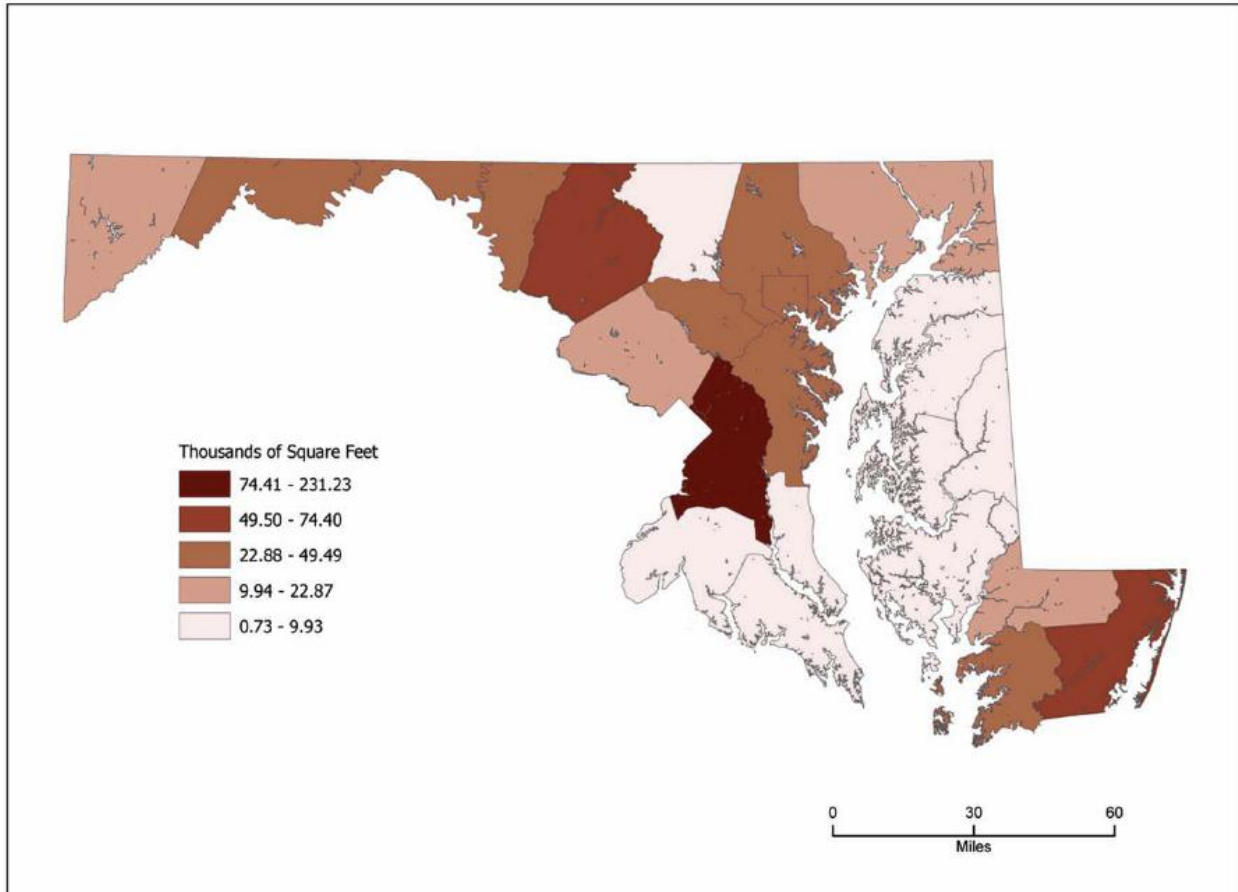 Thousands of Square Feet
74.41 - 231.23
49.50 - 74.40
22.88 - 49.49
9.94 - 22.87
0.73 - 9.93
0 30 60
Miles